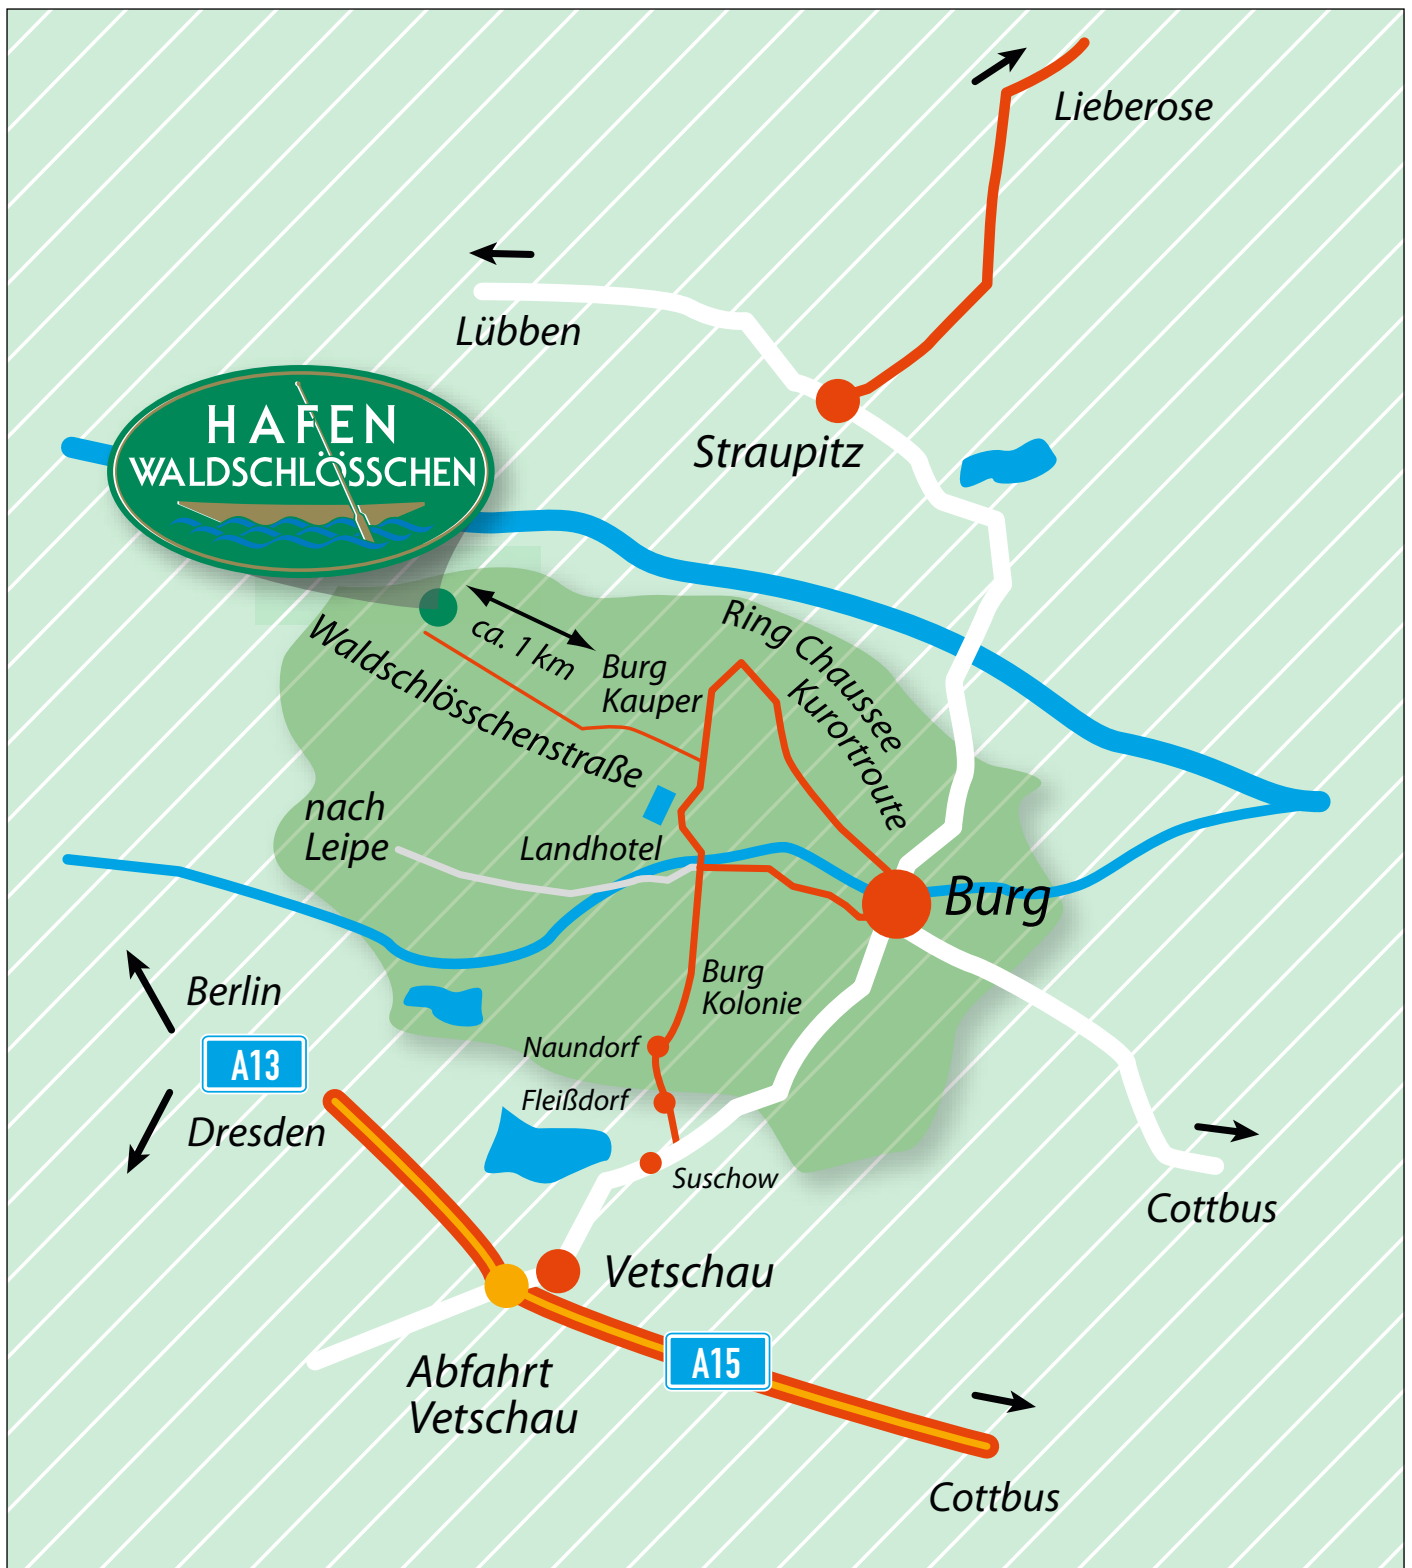 Lieberose
Lübben
HAFEN
WALDSCHLÖSSCHEN
Straupitz
ca. 1 km
Ring Chaussee
Kurortroute
Waldschlösschenstraße
Burg
Kauper
nach
Leipe
Landhotel
Burg
Burg
Kolonie
Berlin
A13
Dresden
Naundorf
Fleißdorf
Suschow
Cottbus
Vetschau
A15
Abfahrt
Vetschau
Cottbus